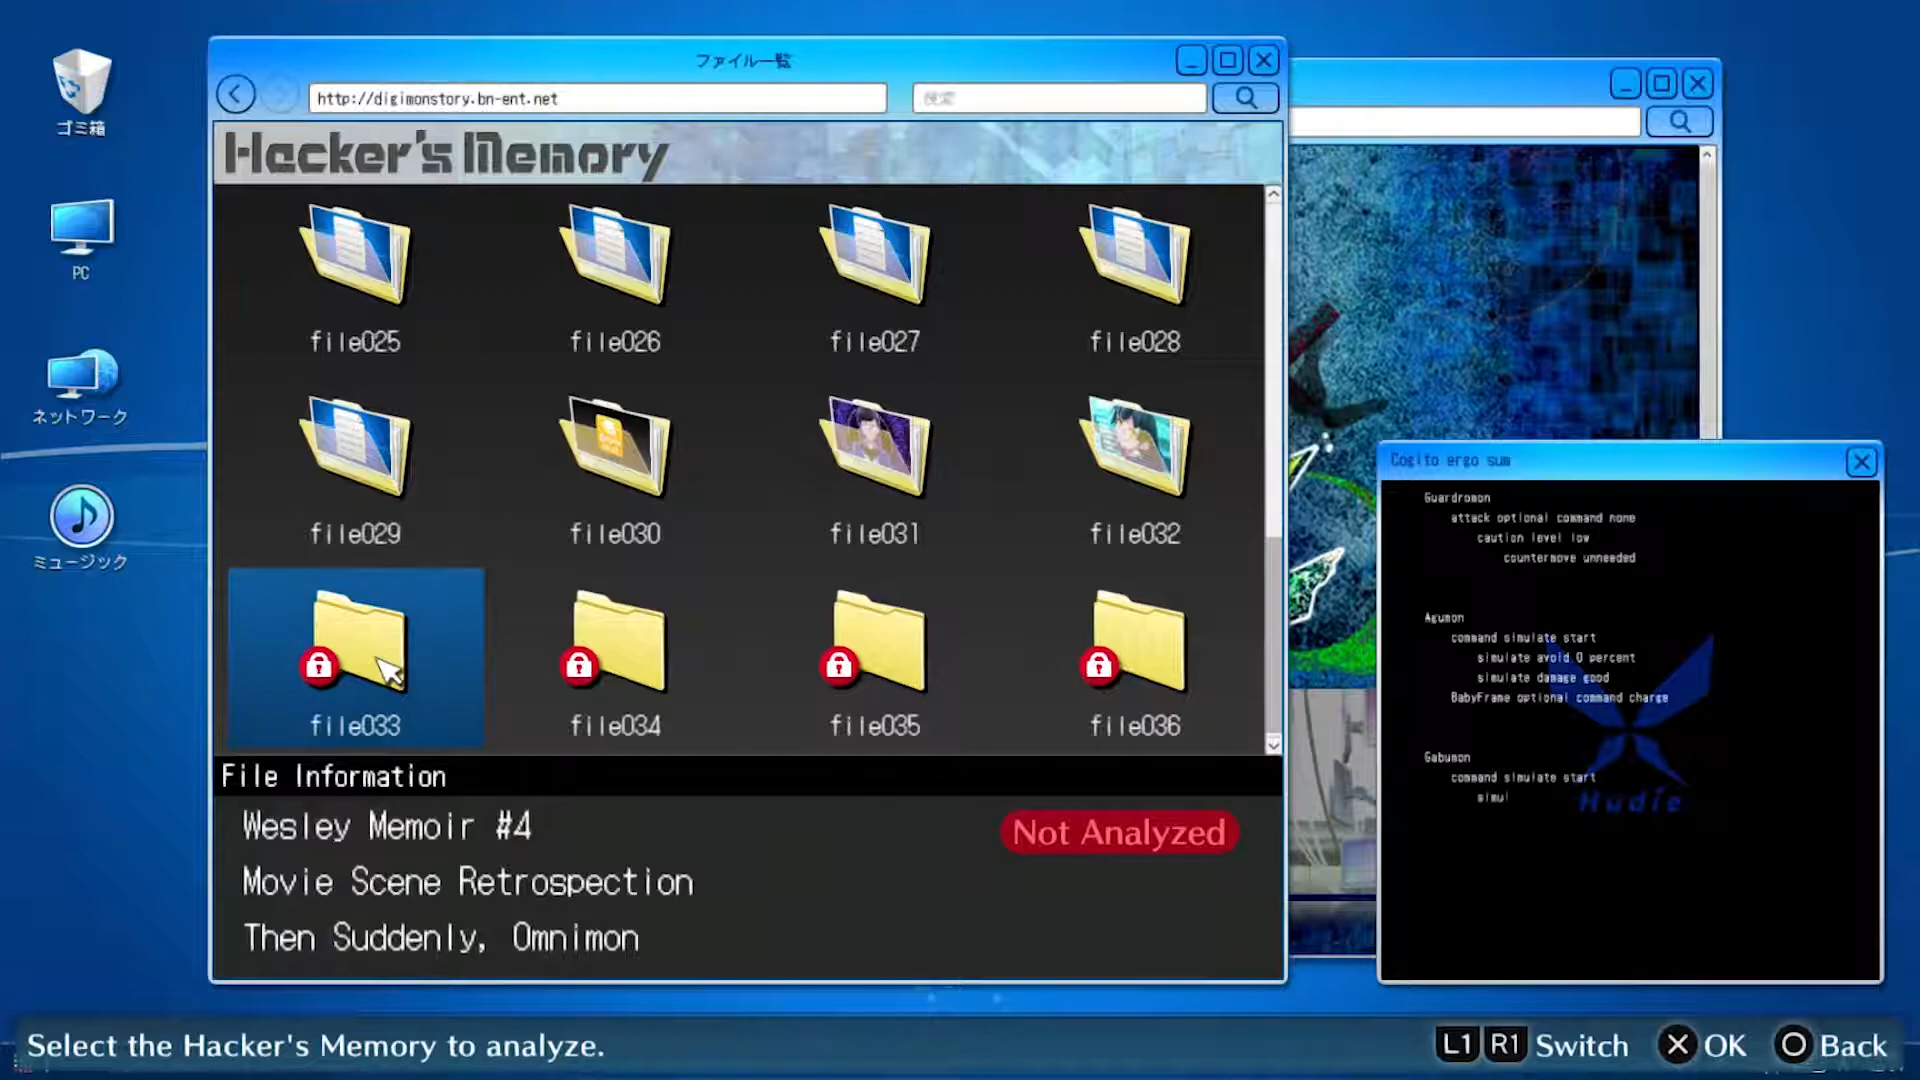 ゴミ箱
PC
ネットワーク
ミュージック
ファイル一覧
http://digimonstory.bn-ent.net
検索
Hacker's Memory
file025
file026
file027
file028
file029
file030
file031
file032
file033
file034
file035
file036
File Information
Wesley Memoir #4
Not Analyzed
Movie Scene Retrospection
Then Suddenly, Omnimon
Cogito ergo sum
Guardromon
attack optional command none
caution level low
countermove unneeded
Agumon
command simulate start
simulate avoid 0 percent
simulate damage good
BabyFrame optional command charge
Gabumon
command simulate start
simul
Hudie
Select the Hacker's Memory to analyze.
L1 R1 Switch
OK
Back